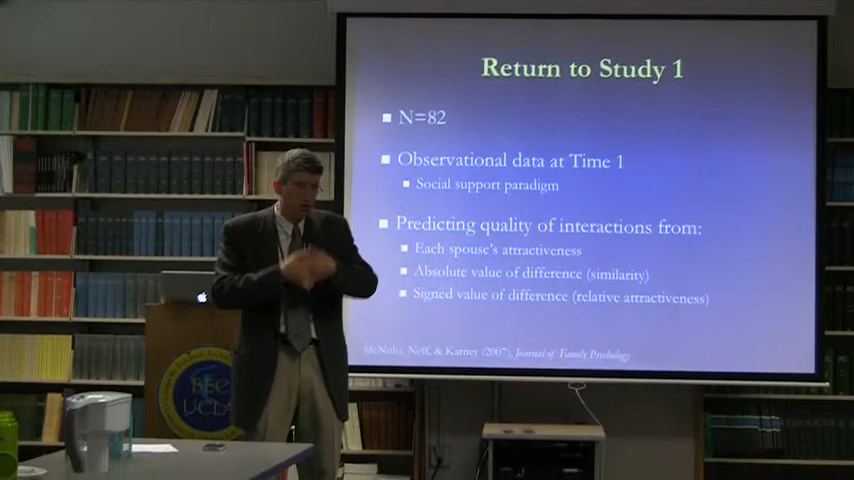 Return to Study 1
N=82
Observational data at Time 1
Social support paradigm
Predicting quality of interactions from:
Each spouse's attractiveness
Absolute value of difference (similarity)
Signed value of difference (relative attractiveness)
McNulty, Neff, & Karney (2007), Journal of Family Psychology
BEC
UCLA